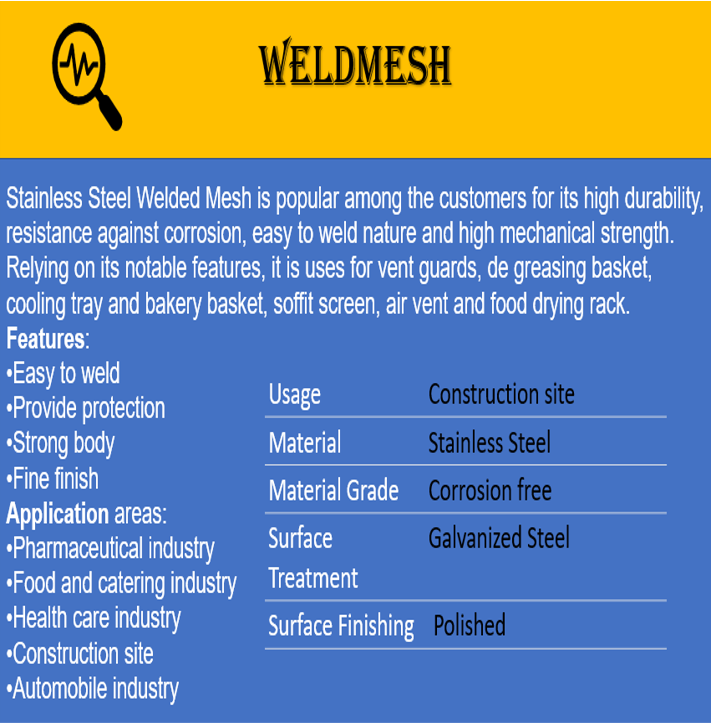 WELDMESH
Stainless Steel Welded Mesh is popular among the customers for its high durability,
resistance against corrosion, easy to weld nature and high mechanical strength.
Relying on its notable features, it is uses for vent guards, de greasing basket,
cooling tray and bakery basket, soffit screen, air vent and food drying rack.
Features:
•Easy to weld
•Provide protection
•Strong body
•Fine finish
Application areas:
•Pharmaceutical industry
•Food and catering industry
•Health care industry
•Construction site
•Automobile industry
Usage Construction site
Material Stainless Steel
Material Grade Corrosion free
Surface Galvanized Steel
Treatment
Surface Finishing Polished